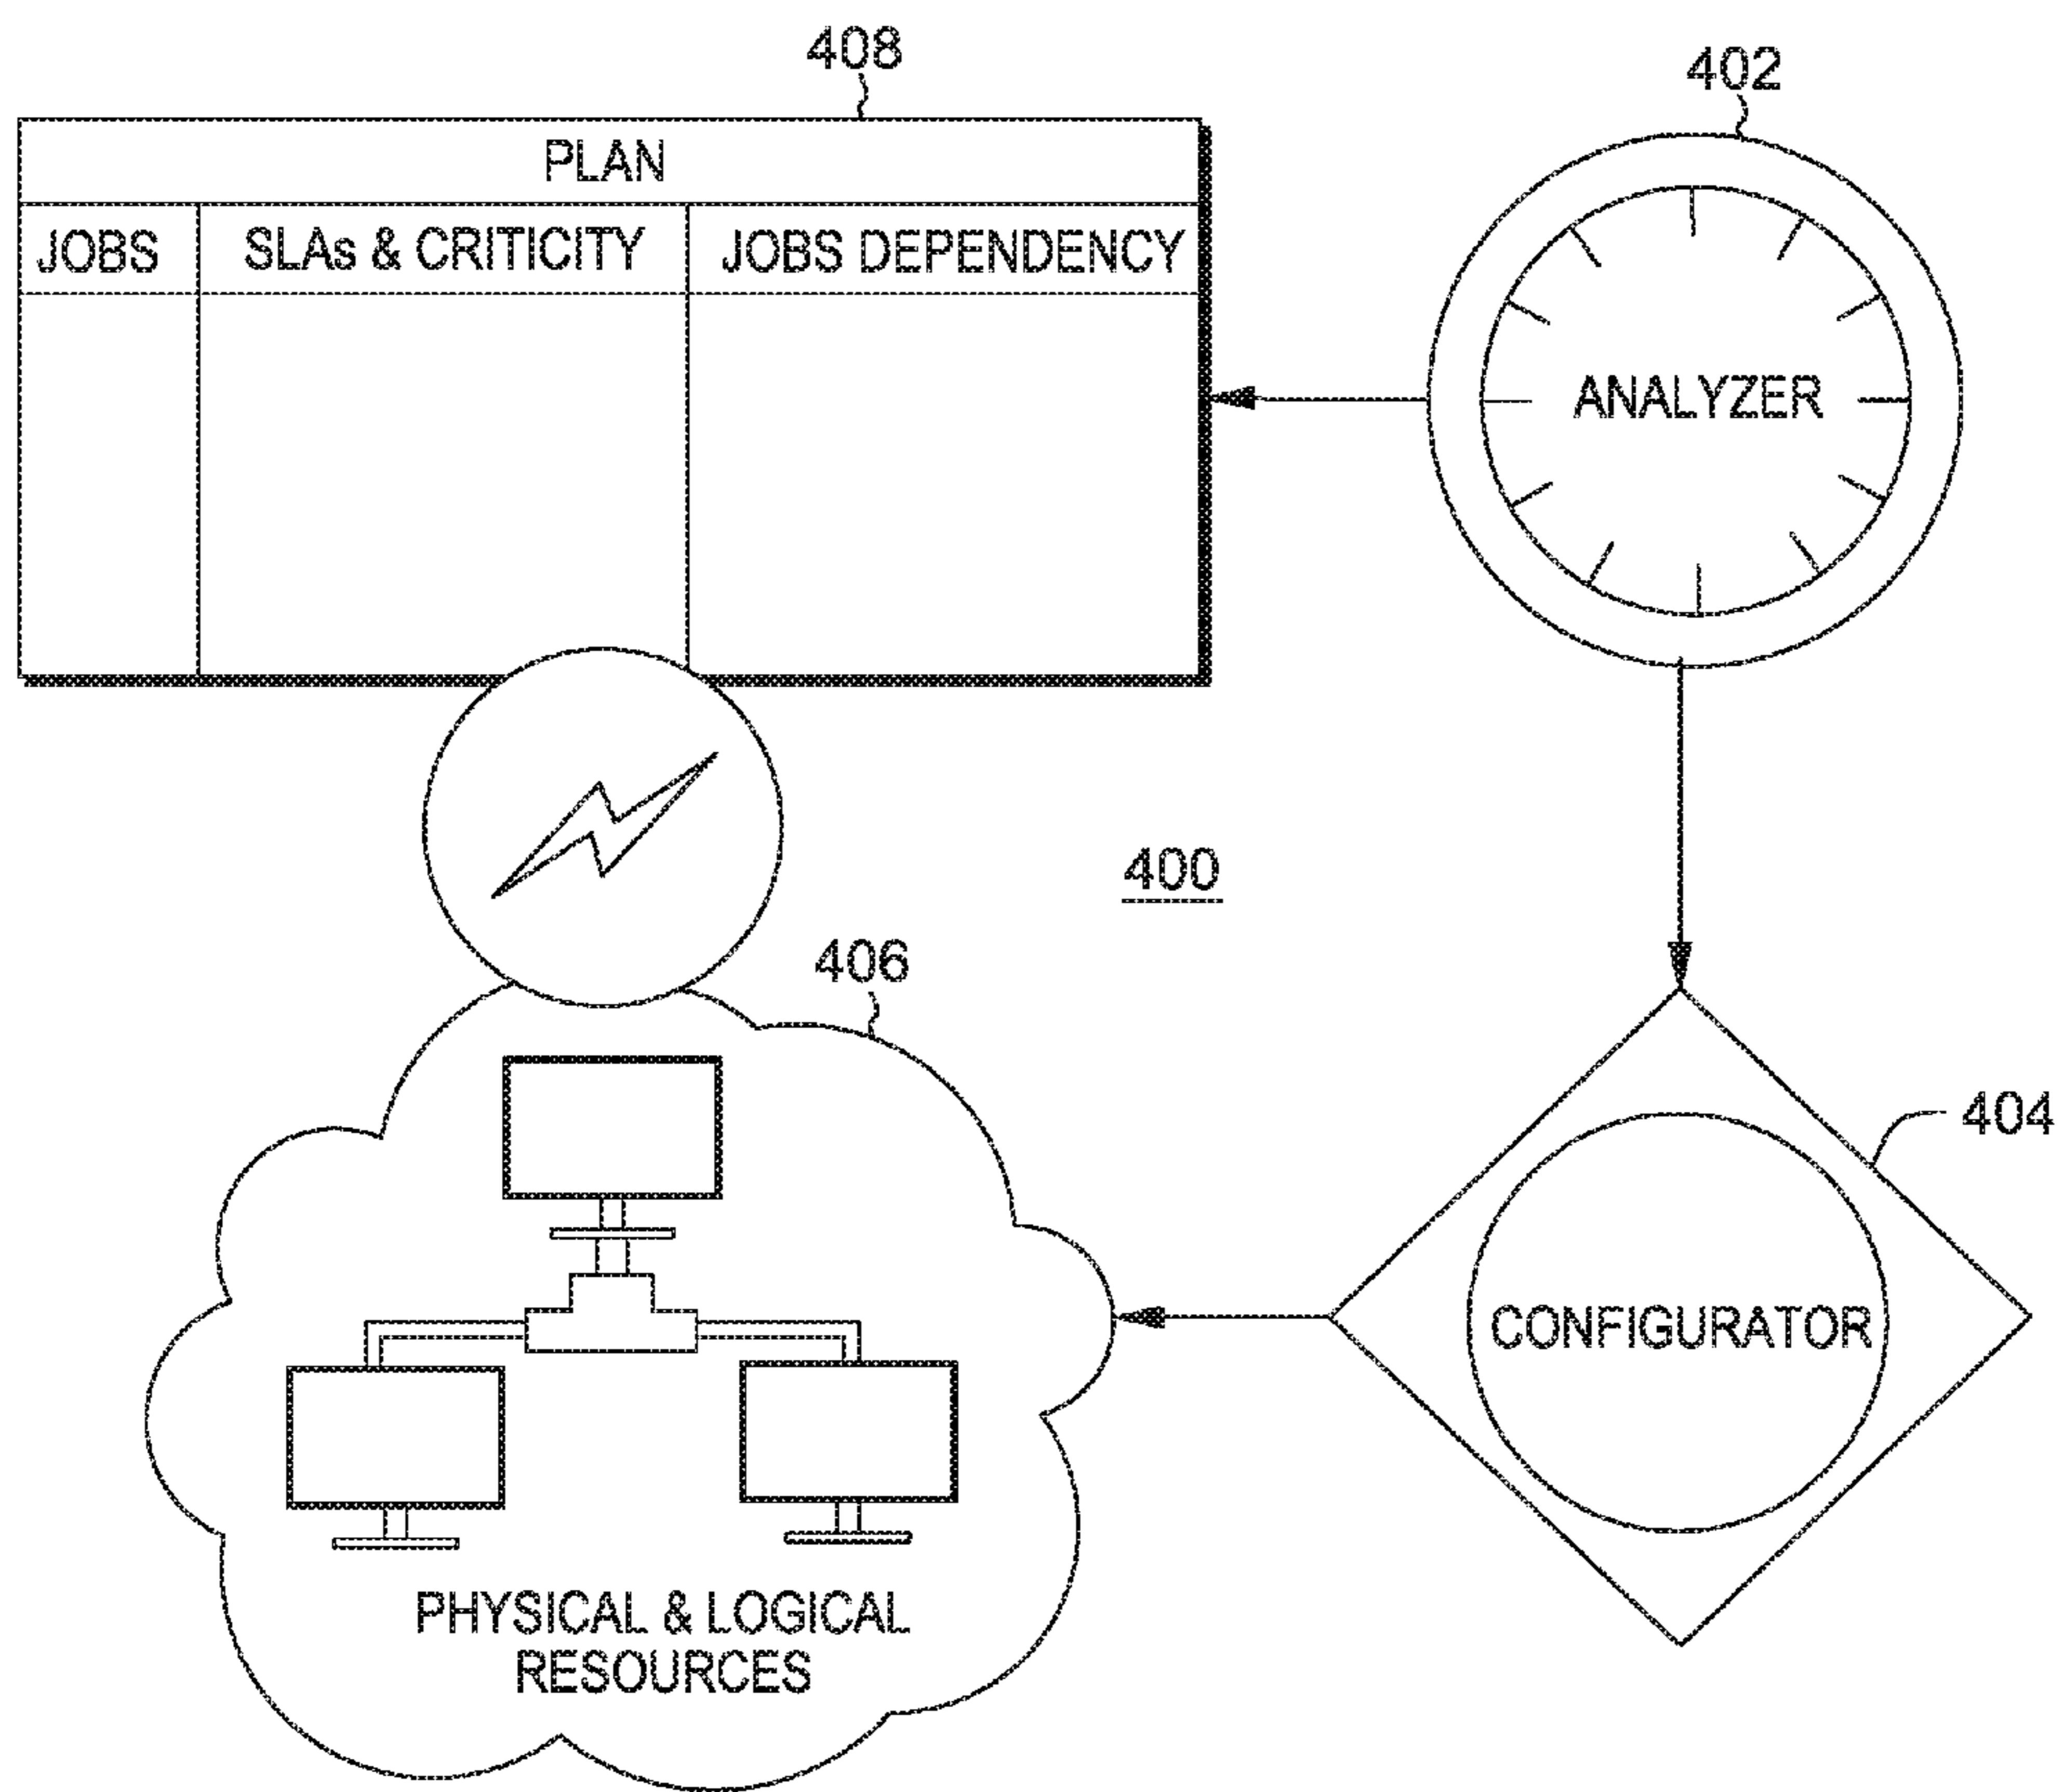 408
402
PLAN
JOBS
SLAs & CRITICITY
JOBS DEPENDENCY
ANALYZER
400
406
404
CONFIGURATOR
PHYSICAL & LOGICAL
RESOURCES